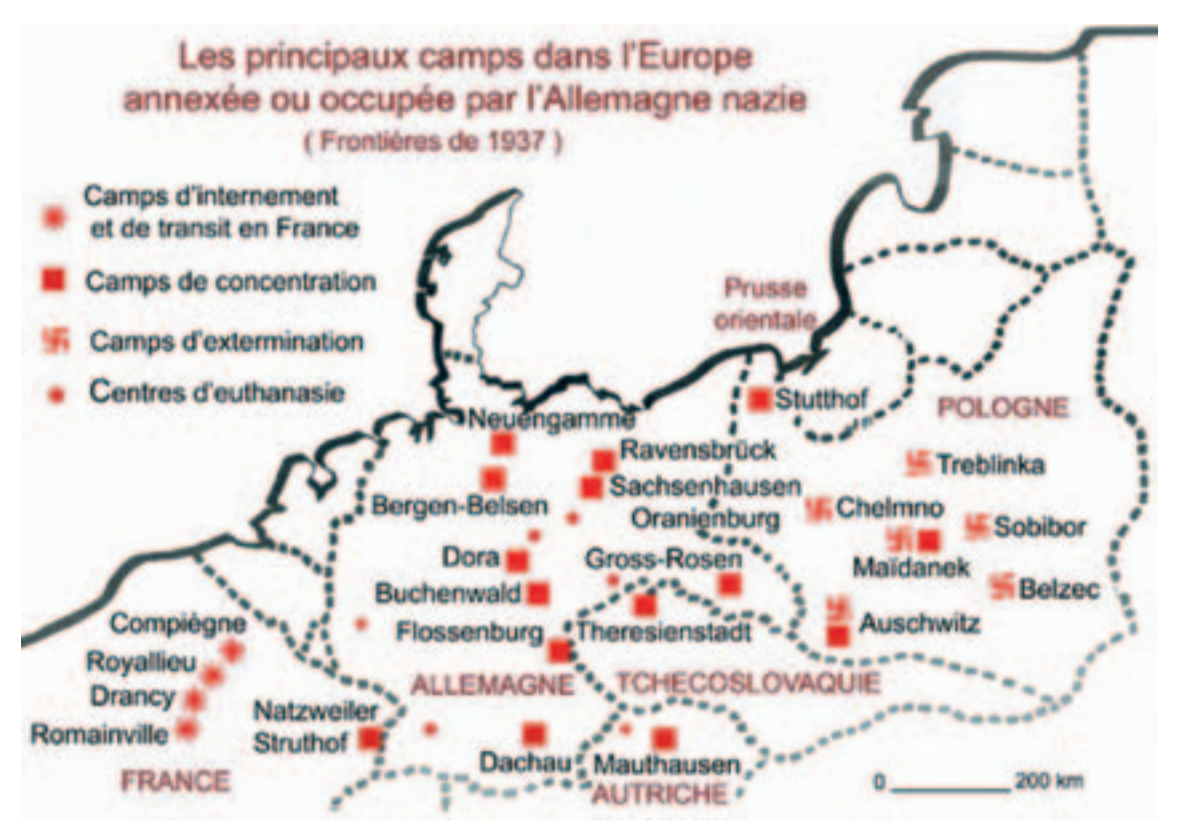 Les principaux camps dans l'Europe
annexée ou occupée par l'Allemagne nazie
( Frontières de 1937 )
Camps d'internement
et de transit en France
Camps de concentration
Camps d'extermination
Centres d'euthanasie
Prusse
orientale
Stutthof
POLOGNE
Neuengamme
Ravensbrück
Treblinka
Bergen-Belsen
Sachsenhausen
Oranienburg
Chelmno
Sobibor
Dora
Gross-Rosen
Maïdanek
Buchenwald
Belzec
Compiègne
Flossenburg
Theresienstadt
Auschwitz
Royallieu
Drancy
ALLEMAGNE
TCHECOSLOVAQUIE
Romainville
Natzweiler
Struthof
Dachau
Mauthausen
FRANCE
AUTRICHE
0 200 km